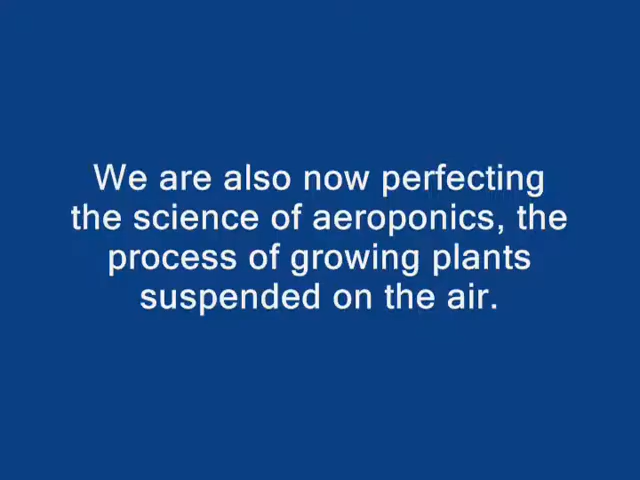 We are also now perfecting
the science of aeroponics, the
process of growing plants
suspended on the air.